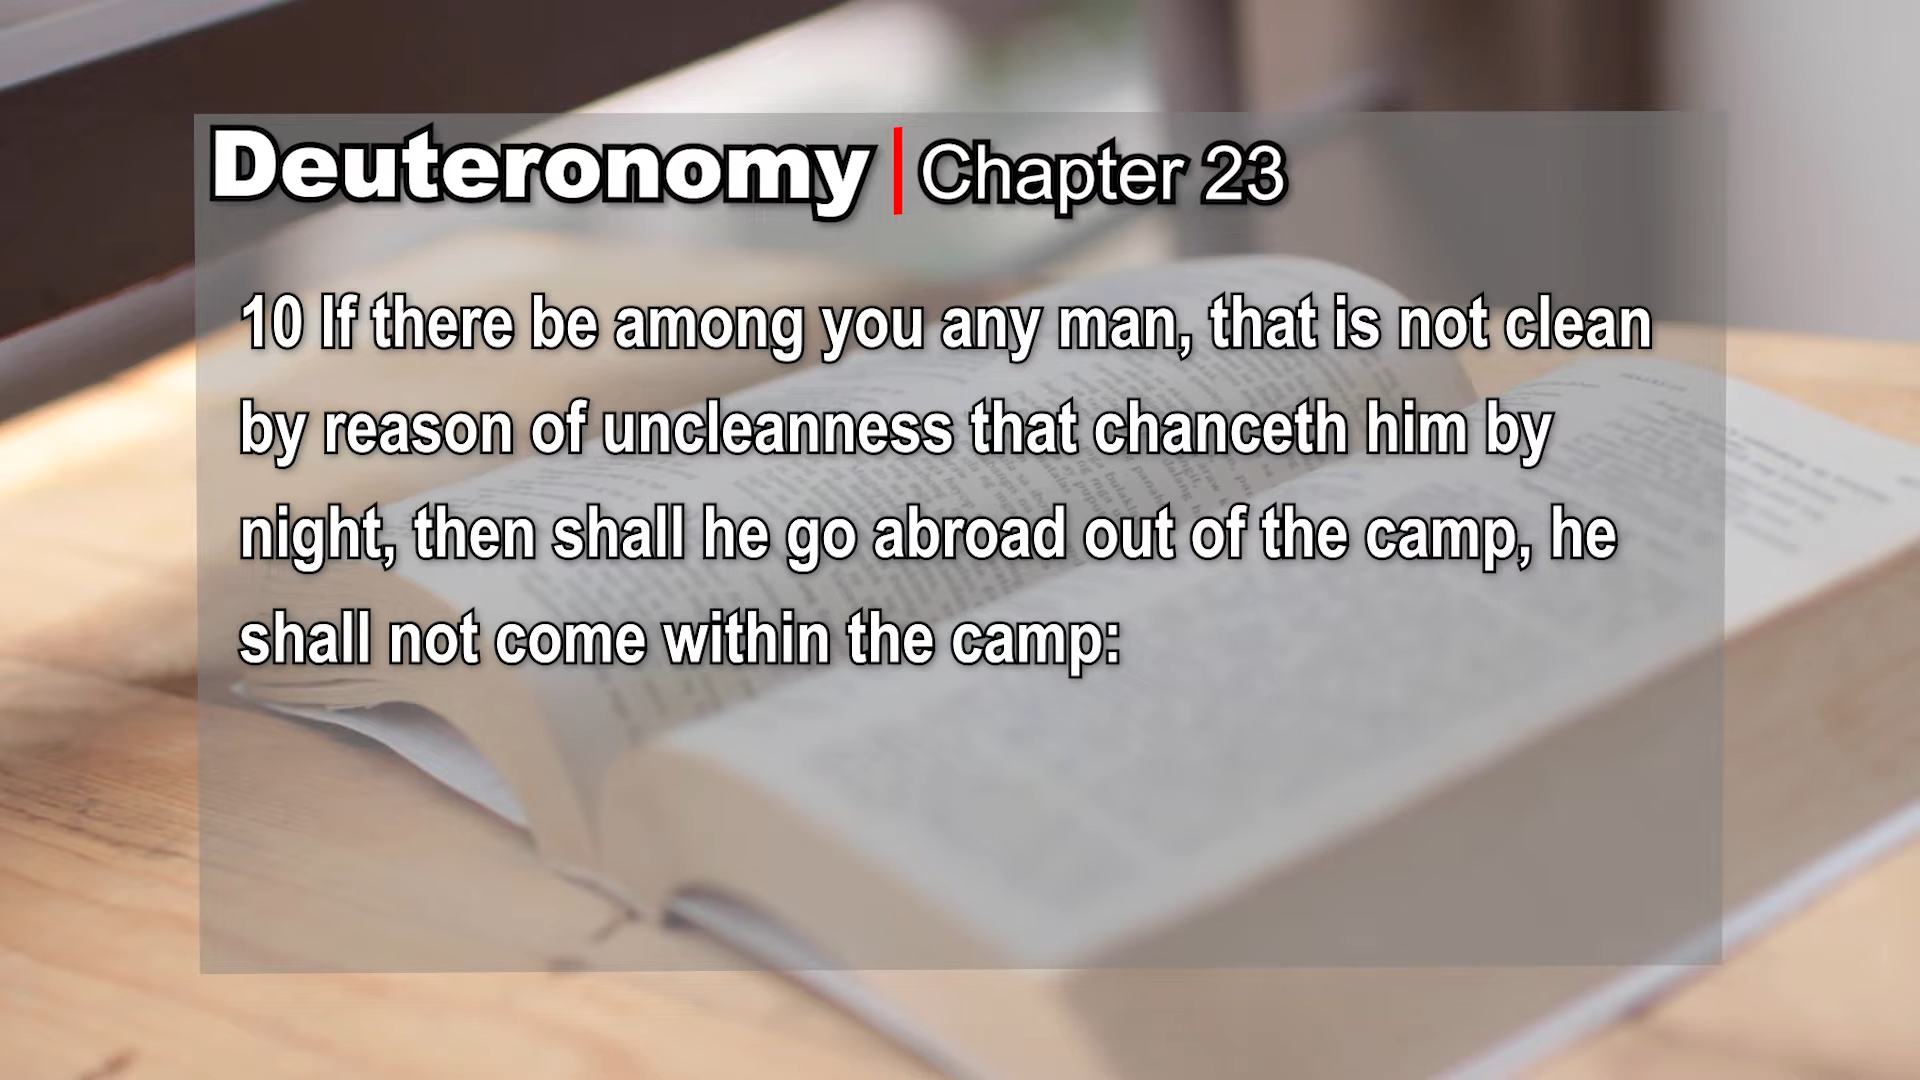 Deuteronomy | Chapter 23
10 If there be among you any man, that is not clean
by reason of uncleanness that chanceth him by
night, then shall he go abroad out of the camp, he
shall not come within the camp: